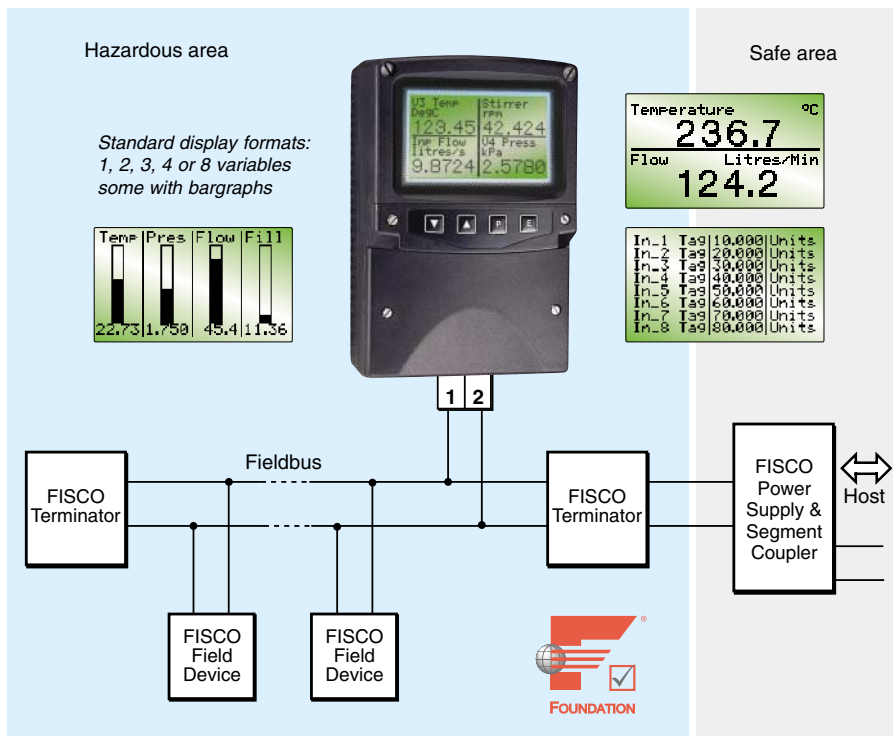 Hazardous area
Safe area
Standard display formats:
1, 2, 3, 4 or 8 variables
some with bargraphs
V3 Temp
DegC
123.45
Stirrer
rpm
42.424
Inp Flow
litres/s
9.8724
V4 Press
kPa
2.5780
P
E
Temperature °C
236.7
Flow Litres/Min
124.2
Temp Pres Flow Fill
22.73 1.750 45.4 11.36
In_1 Tag 10.000 Units
In_2 Tag 20.000 Units
In_3 Tag 30.000 Units
In_4 Tag 40.000 Units
In_5 Tag 50.000 Units
In_6 Tag 60.000 Units
In_7 Tag 70.000 Units
In_8 Tag 80.000 Units
1 2
Fieldbus
FISCO
Terminator
FISCO
Terminator
FISCO
Power
Supply &
Segment
Coupler
Host
FISCO
Field
Device
FISCO
Field
Device
®
FOUNDATION